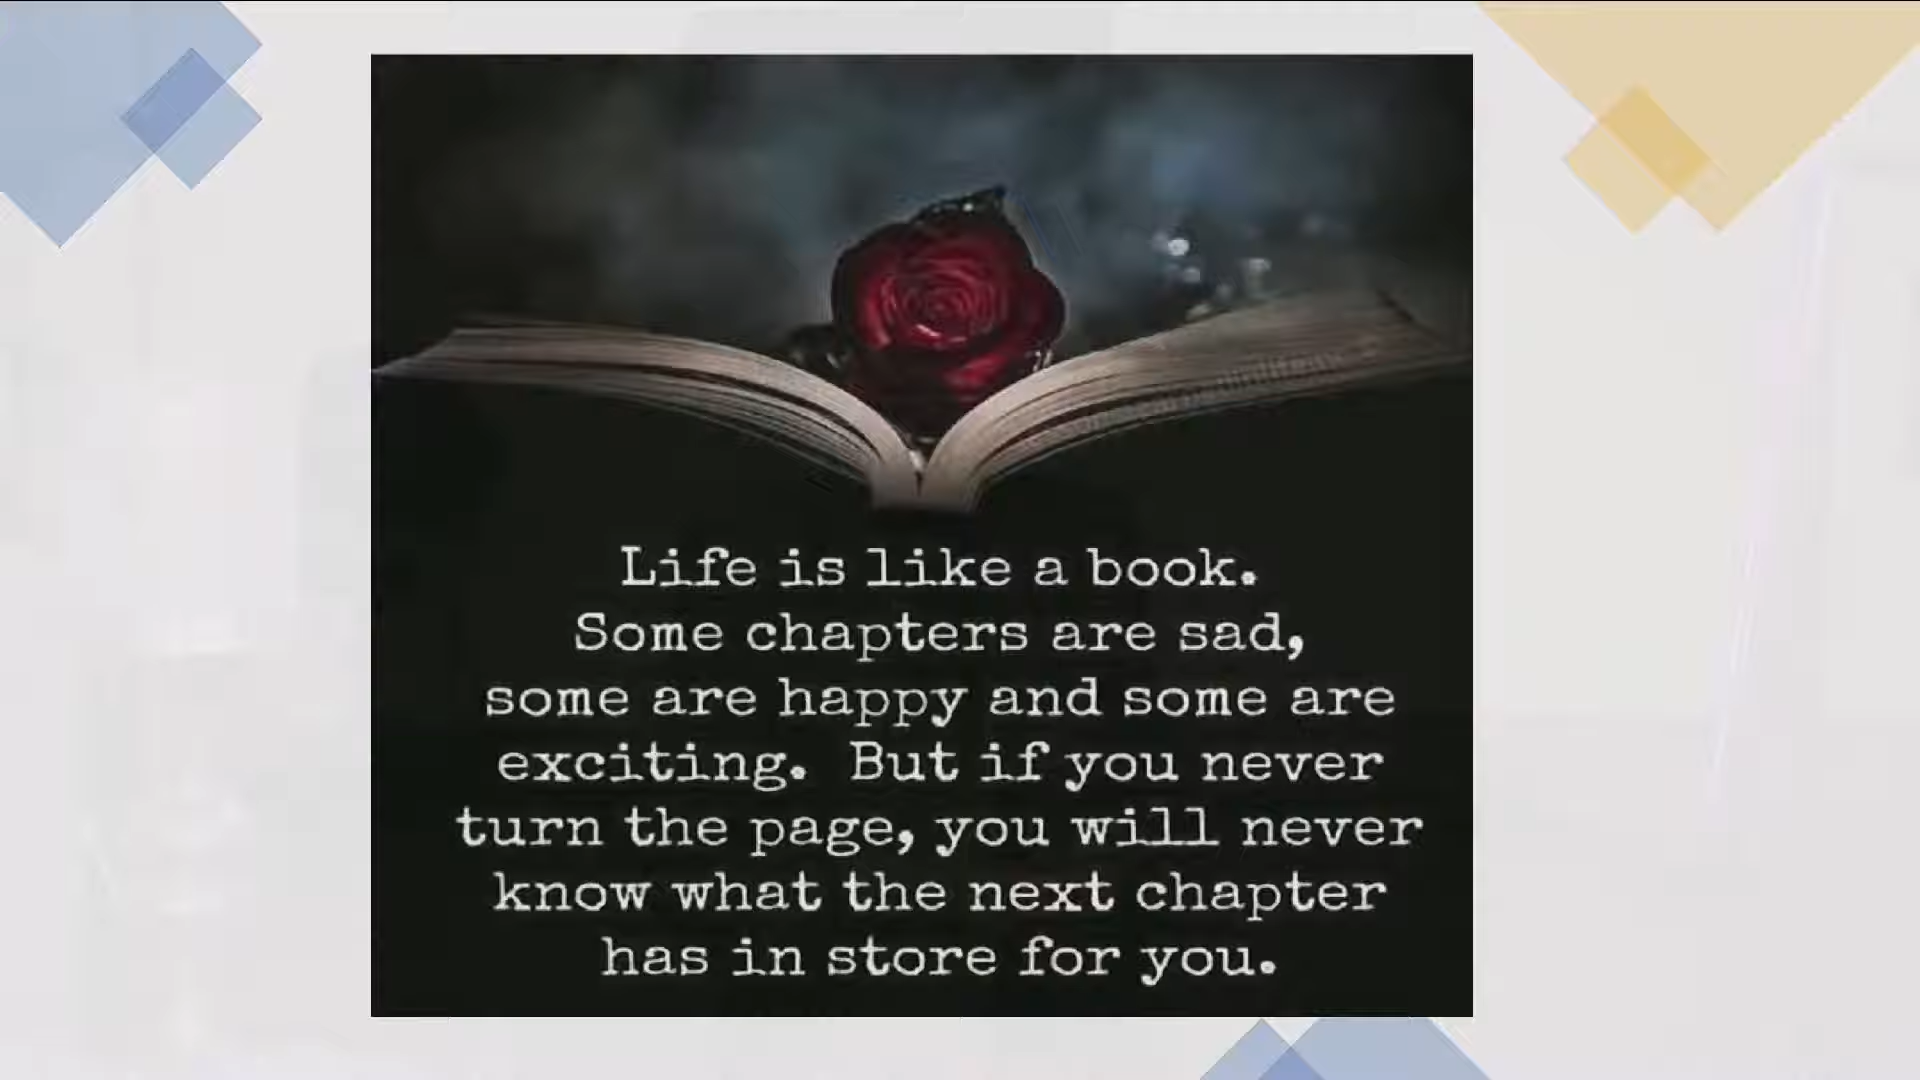 Life is like a book.
Some chapters are sad,
some are happy and some are
exciting.  But if you never
turn the page, you will never
know what the next chapter
has in store for you.